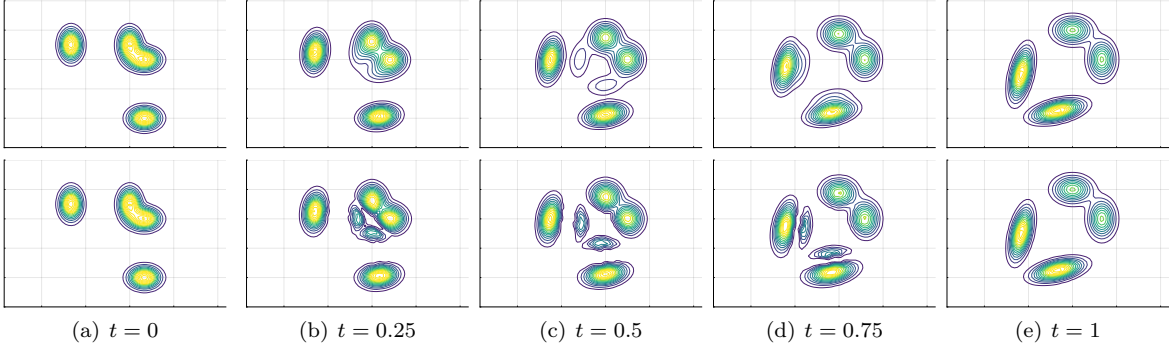 (a) t = 0
(b) t = 0.25
(c) t = 0.5
(d) t = 0.75
(e) t = 1